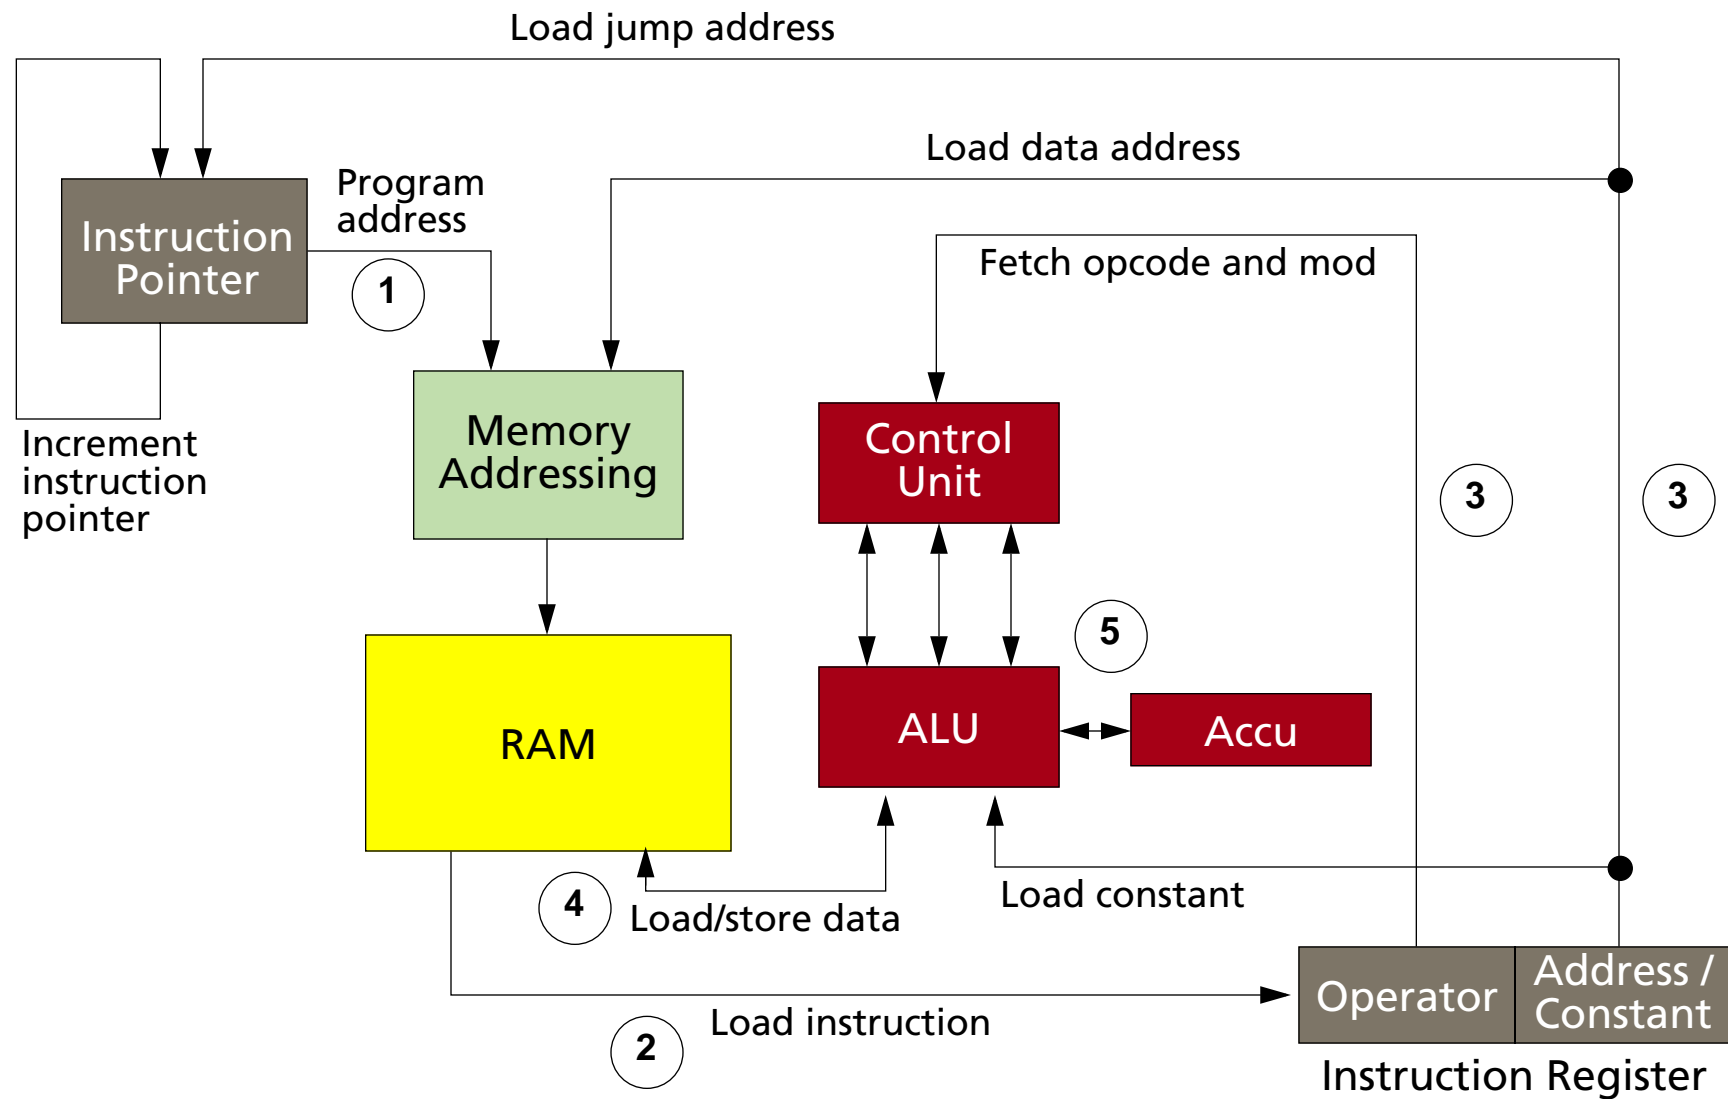 Load jump address
Load data address
Program
address
Instruction
Pointer
Fetch opcode and mod
1
Memory
Addressing
Control
Unit
Increment
instruction
pointer
3
3
5
RAM
ALU
Accu
4
Load/store data
Load constant
Operator
Address /
Constant
Load instruction
2
Instruction Register